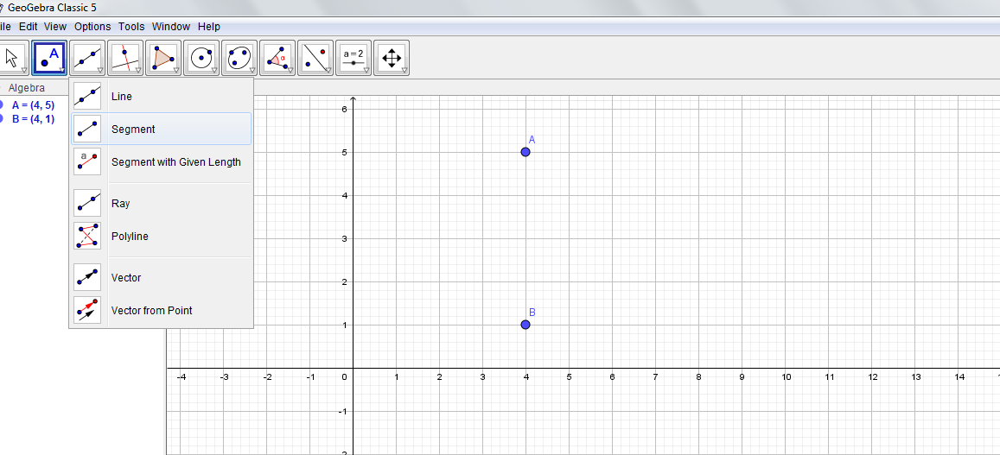 GeoGebra Classic 5
ile Edit View Options Tools Window Help
A
α
a = 2
Algebra
A = (4, 5)
B = (4, 1)
Line
Segment
a
Segment with Given Length
Ray
Polyline
Vector
Vector from Point
6
A
5
4
3
2
B
1
-4 -3 -2 -1 0 1 2 3 4 5 6 7 8 9 10 11 12 13 14
-1